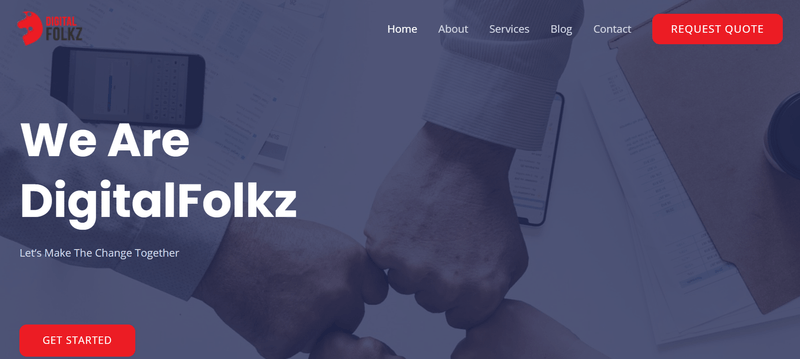 DIGITAL
FOLKZ
Home About Services Blog Contact REQUEST QUOTE
We Are
DigitalFolkz
Let's Make The Change Together
GET STARTED